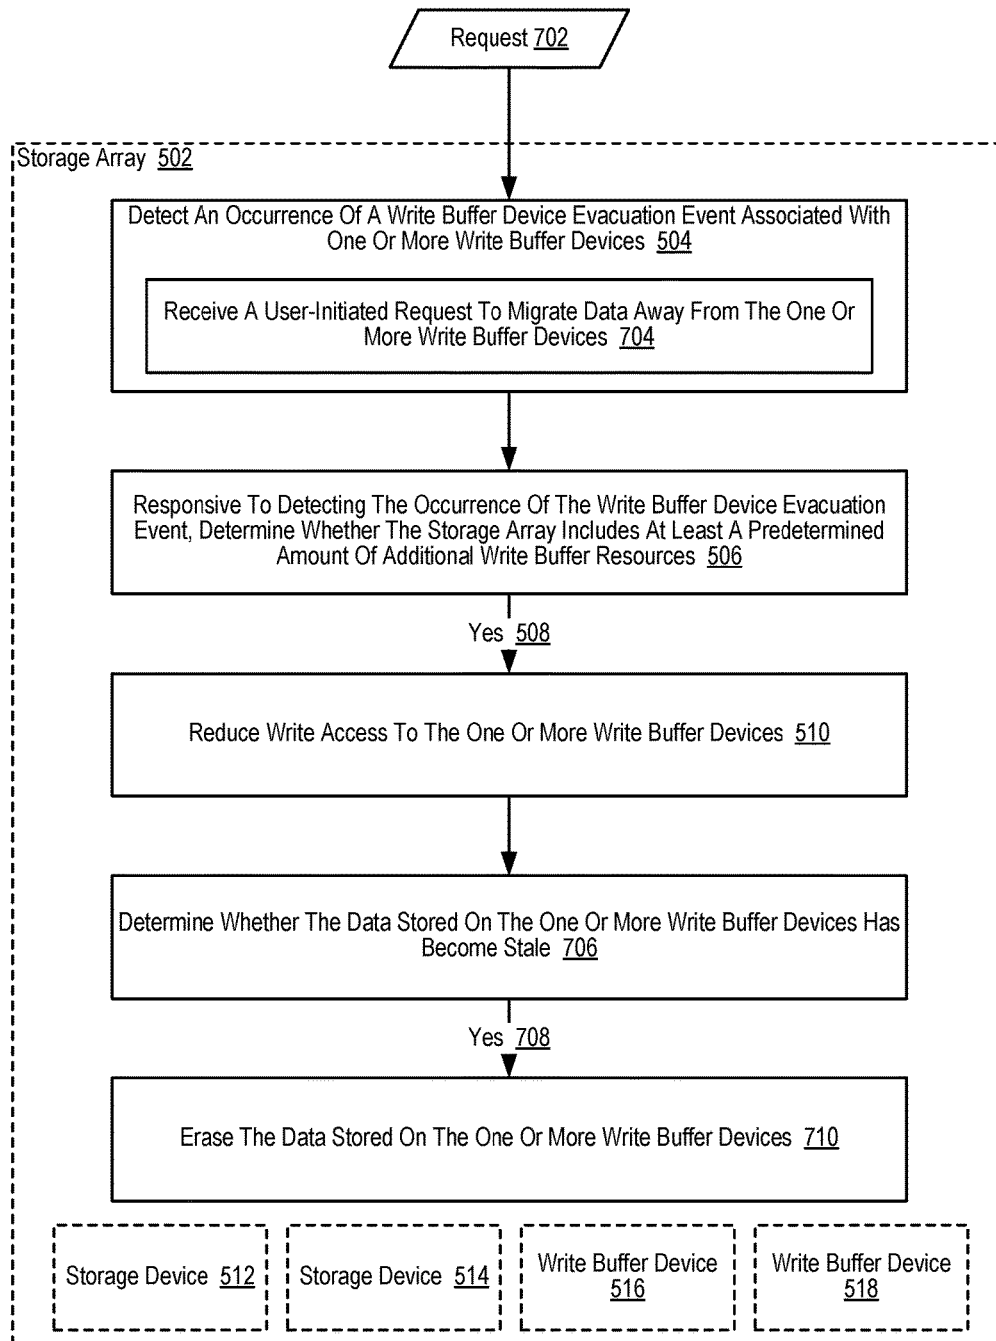 Request 702
Storage Array 502
Detect An Occurrence Of A Write Buffer Device Evacuation Event Associated With
One Or More Write Buffer Devices 504
Receive A User-Initiated Request To Migrate Data Away From The One Or
More Write Buffer Devices 704
Responsive To Detecting The Occurrence Of The Write Buffer Device Evacuation
Event, Determine Whether The Storage Array Includes At Least A Predetermined
Amount Of Additional Write Buffer Resources 506
Yes 508
Reduce Write Access To The One Or More Write Buffer Devices 510
Determine Whether The Data Stored On The One Or More Write Buffer Devices Has
Become Stale 706
Yes 708
Erase The Data Stored On The One Or More Write Buffer Devices 710
Storage Device 512
Storage Device 514
Write Buffer Device
516
Write Buffer Device
518